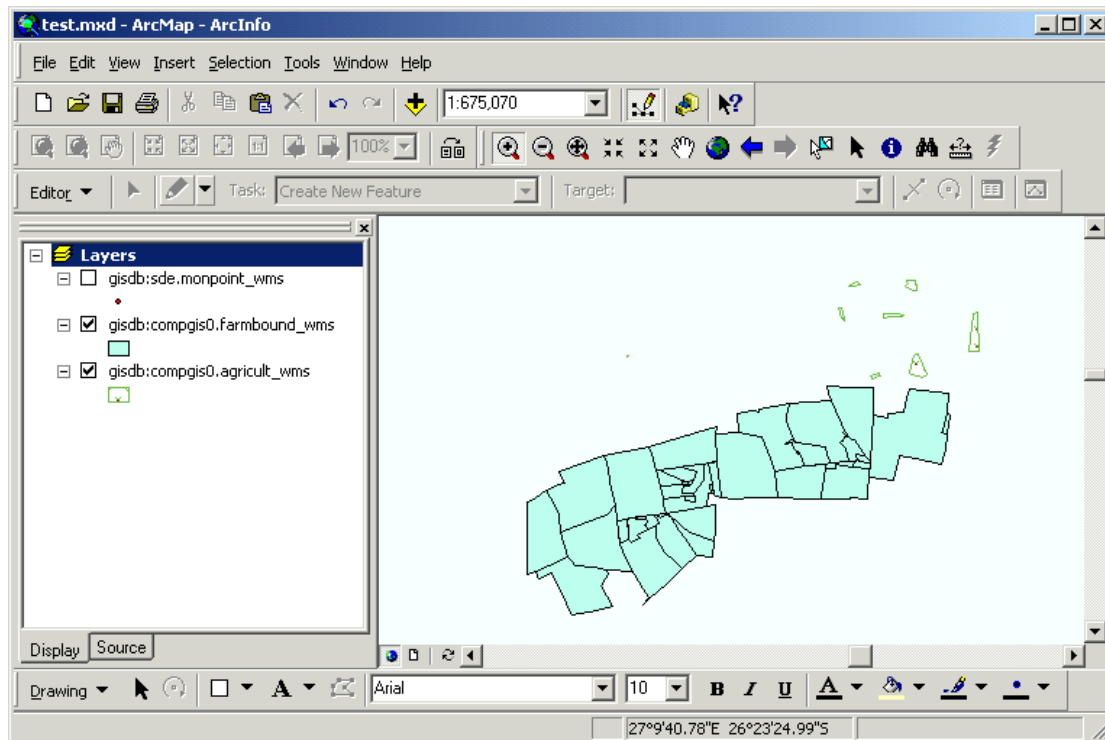 test.mxd - ArcMap - ArcInfo
File Edit View Insert Selection Tools Window Help
1:675,070
100%
Editor Task: Create New Feature Target:
Layers
gisdb:sde.monpoint_wms
gisdb:compgis0.farmbound_wms
gisdb:compgis0.agricult_wms
Display Source
Drawing A Arial 10 B I U A
27°9'40.78"E 26°23'24.99"S